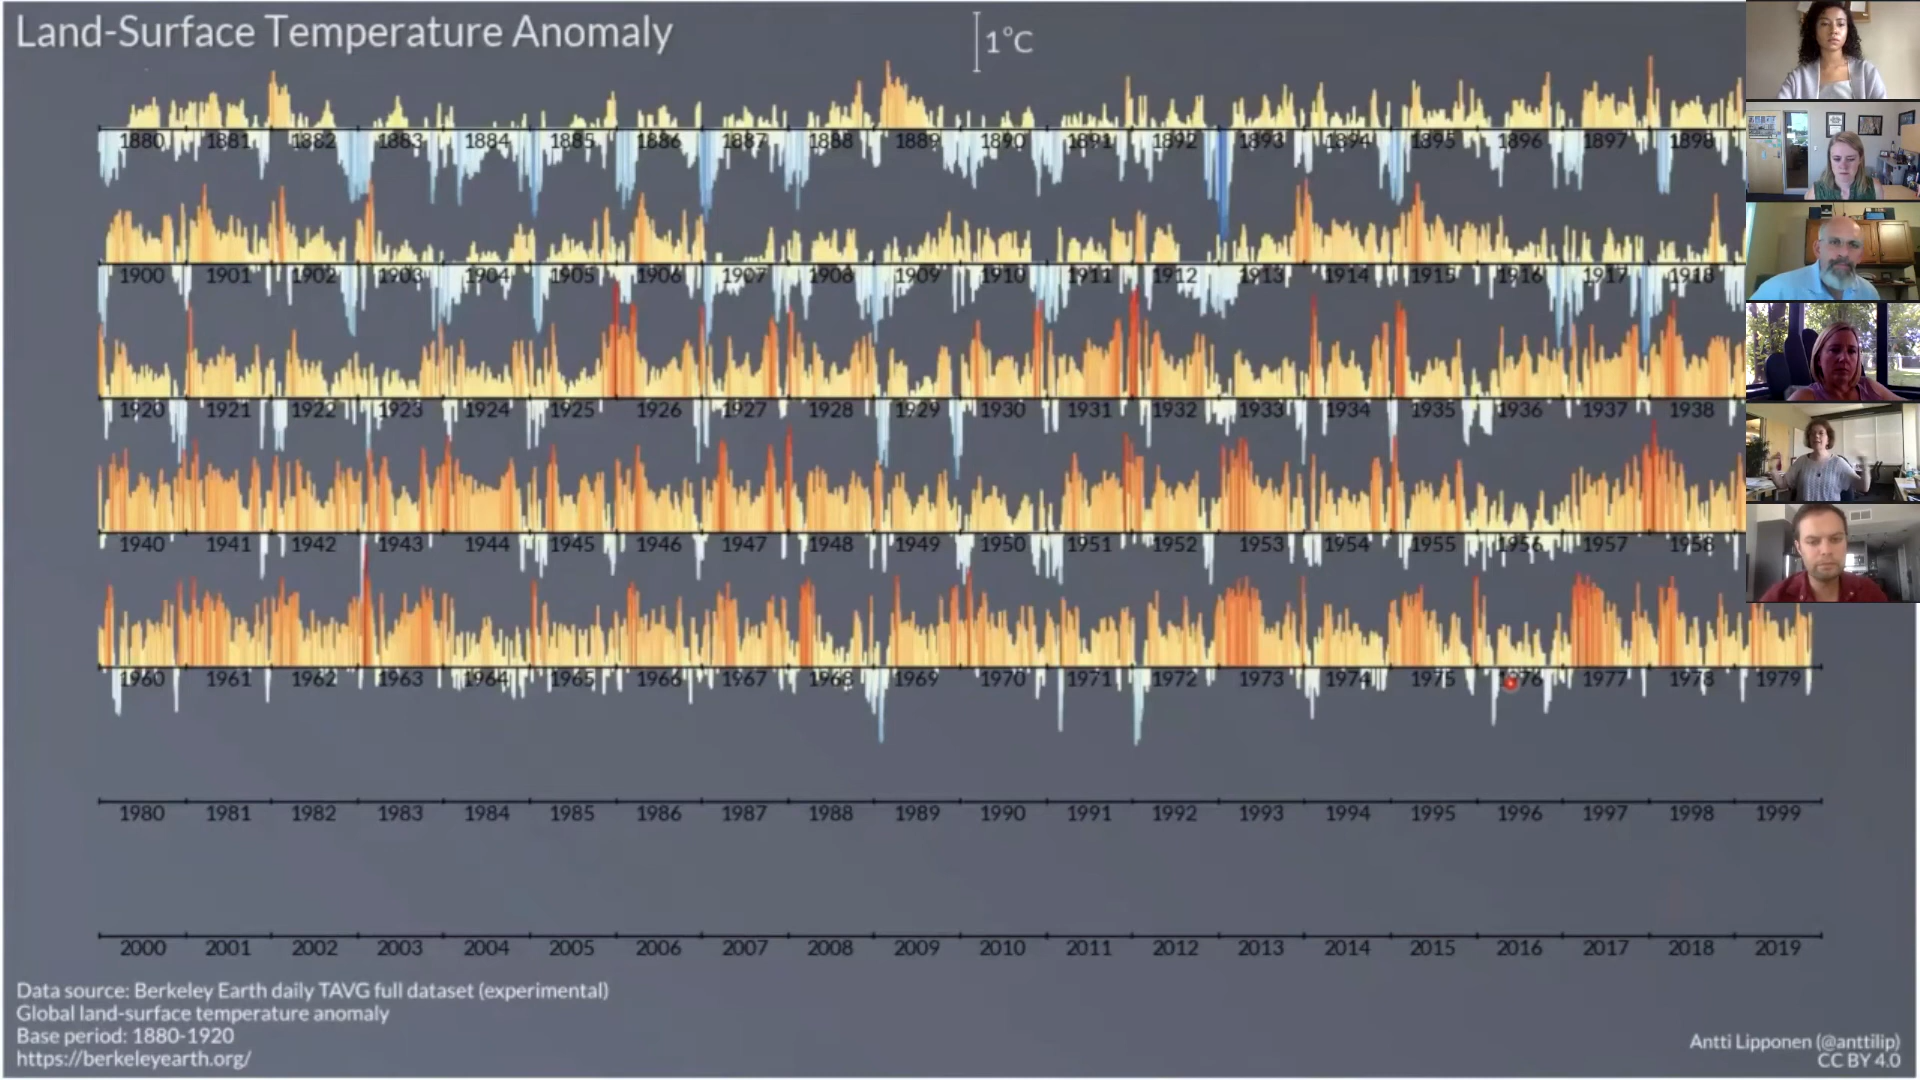 Land-Surface Temperature Anomaly
1°C
1880 1881 1882 1883 1884 1885 1886 1887 1888 1889 1890 1891 1892 1893 1894 1895 1896 1897 1898
1900 1901 1902 1903 1904 1905 1906 1907 1908 1909 1910 1911 1912 1913 1914 1915 1916 1917 1918
1920 1921 1922 1923 1924 1925 1926 1927 1928 1929 1930 1931 1932 1933 1934 1935 1936 1937 1938
1940 1941 1942 1943 1944 1945 1946 1947 1948 1949 1950 1951 1952 1953 1954 1955 1956 1957 1958
1960 1961 1962 1963 1964 1965 1966 1967 1968 1969 1970 1971 1972 1973 1974 1975 1976 1977 1978 1979
1980 1981 1982 1983 1984 1985 1986 1987 1988 1989 1990 1991 1992 1993 1994 1995 1996 1997 1998 1999
2000 2001 2002 2003 2004 2005 2006 2007 2008 2009 2010 2011 2012 2013 2014 2015 2016 2017 2018 2019
Data source: Berkeley Earth daily TAVG full dataset (experimental)
Global land-surface temperature anomaly
Base period: 1880-1920
https://berkeleyearth.org/
Antti Lipponen (@anttilip)
CC BY 4.0